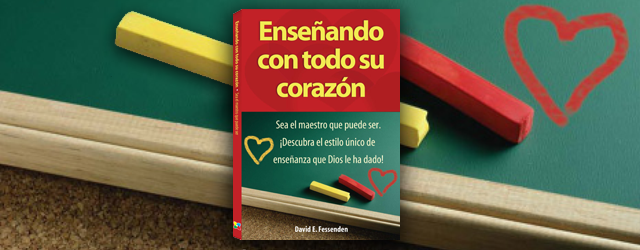 Enseñando
con todo su
corazón
Sea el maestro que puede ser.
¡Descubra el estilo único de
enseñanza que Dios le ha dado!
David E. Fessenden